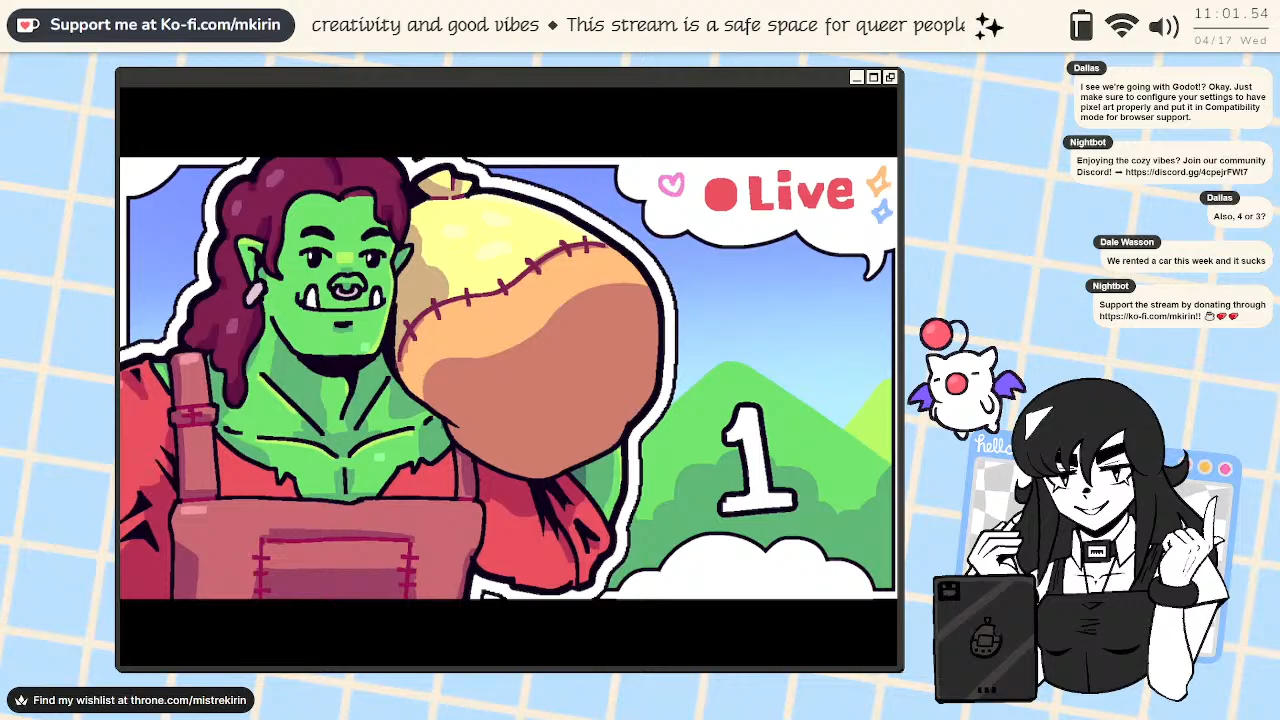 Support me at Ko-fi.com/mkirin
creativity and good vibes ◆ This stream is a safe space for queer people
11:01.54
04/17 Wed
Dallas
I see we're going with Godot!? Okay. Just
make sure to configure your settings to have
pixel art properly and put it in Compatibility
mode for browser support.
Nightbot
Enjoying the cozy vibes? Join our community
Discord! ➞ https://discord.gg/4cpejrFWt7
Dallas
Also, 4 or 3?
Dale Wasson
We rented a car this week and it sucks
Nightbot
Support the stream by donating through
https://ko-fi.com/mkirin!!
Live
1
hello
Find my wishlist at throne.com/mistrekirin